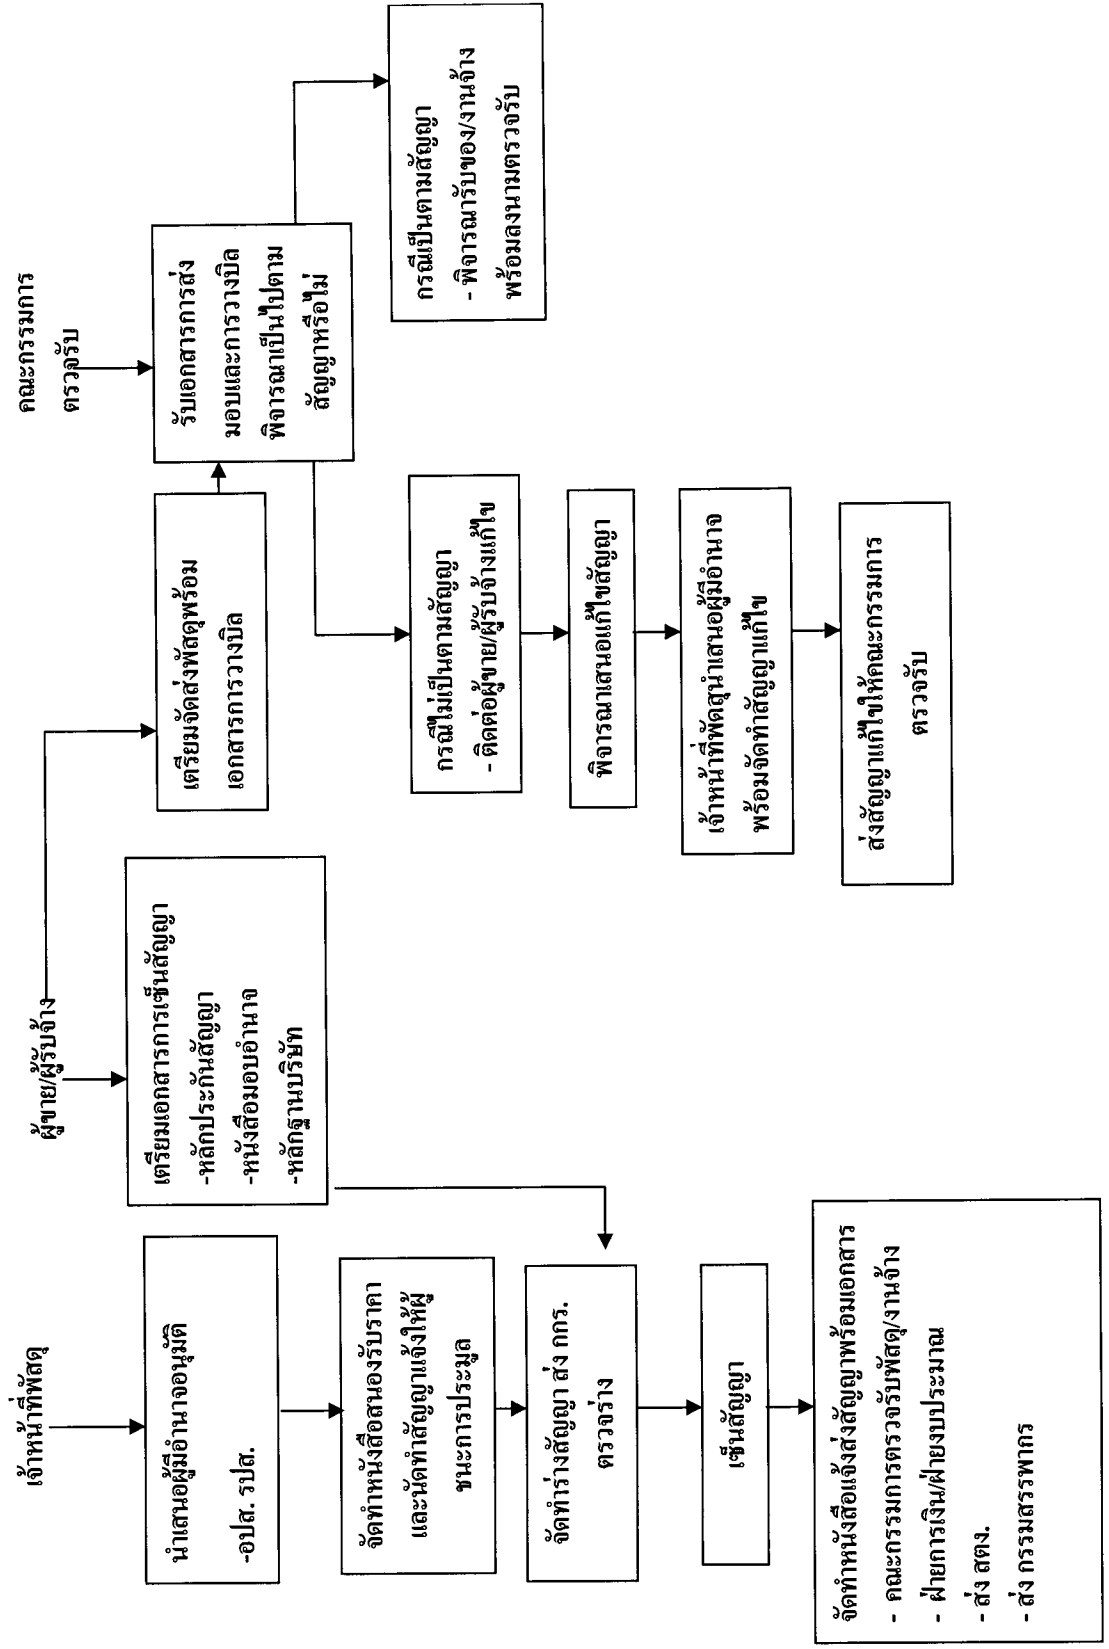 เจ้าหน้าที่พัสดุ
นำเสนอผู้มีอำนาจอนุมัติ
-อปส. รปส.
จัดทำหนังสือสนองรับราคา
และนัดทำสัญญาแจ้งให้ผู้
ชนะการประมูล
จัดทำร่างสัญญา ส่ง กกร.
ตรวจร่าง
เซ็นสัญญา
จัดทำหนังสือแจ้งส่งสัญญาพร้อมเอกสาร
- คณะกรรมการตรวจรับพัสดุ/งานจ้าง
- ฝ่ายการเงิน/ฝ่ายงบประมาณ
- ส่ง สตง.
- ส่ง กรรมสรรพากร
ผู้ขาย/ผู้รับจ้าง
เตรียมเอกสารการเซ็นสัญญา
-หลักประกันสัญญา
-หนังสือมอบอำนาจ
-หลักฐานบริษัท
เตรียมจัดส่งพัสดุพร้อม
เอกสารการวางบิล
คณะกรรมการ
ตรวจรับ
รับเอกสารการส่ง
มอบและการวางบิล
พิจารณาเป็นไปตาม
สัญญาหรือไม่
กรณีไม่เป็นตามสัญญา
- ติดต่อผู้ขาย/ผู้รับจ้างแก้ไข
พิจารณาเสนอแก้ไขสัญญา
เจ้าหน้าที่พัดสุนำเสนอผู้มีอำนาจ
พร้อมจัดทำสัญญาแก้ไข
ส่งสัญญาแก้ไขให้คณะกรรมการ
ตรวจรับ
กรณีเป็นตามสัญญา
- พิจารณารับของ/งานจ้าง
พร้อมลงนามตรวจรับ